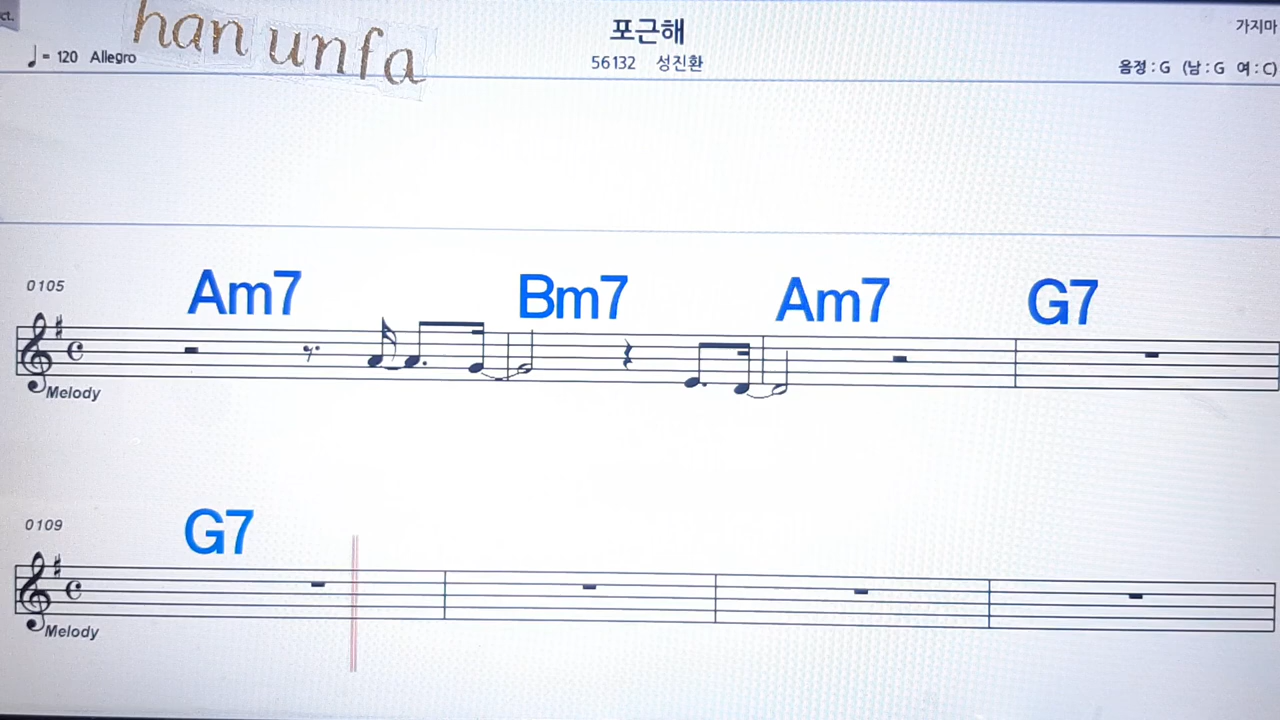 ct.
han unfa
포근해
가지마
♩ = 120 Allegro
56132 성진환
음정 : G (남 : G 여 : C)
0105
Am7 Bm7 Am7 G7
Melody
0109
G7
Melody